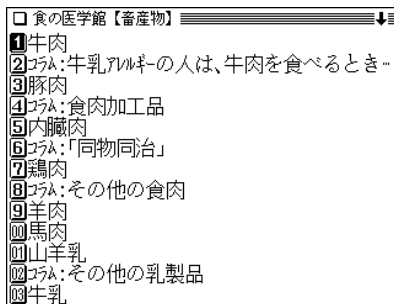 食の医学館【畜産物】
1牛肉
2コラム:牛乳アレルギーの人は、牛肉を食べるとき…
3豚肉
4コラム:食肉加工品
5内臓肉
6コラム:「同物同治」
7鶏肉
8コラム:その他の食肉
9羊肉
00馬肉
01山羊乳
02コラム:その他の乳製品
03牛乳